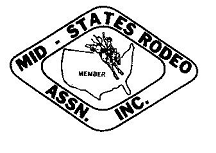 MID - STATES RODEO
MEMBER
ASSN. INC.